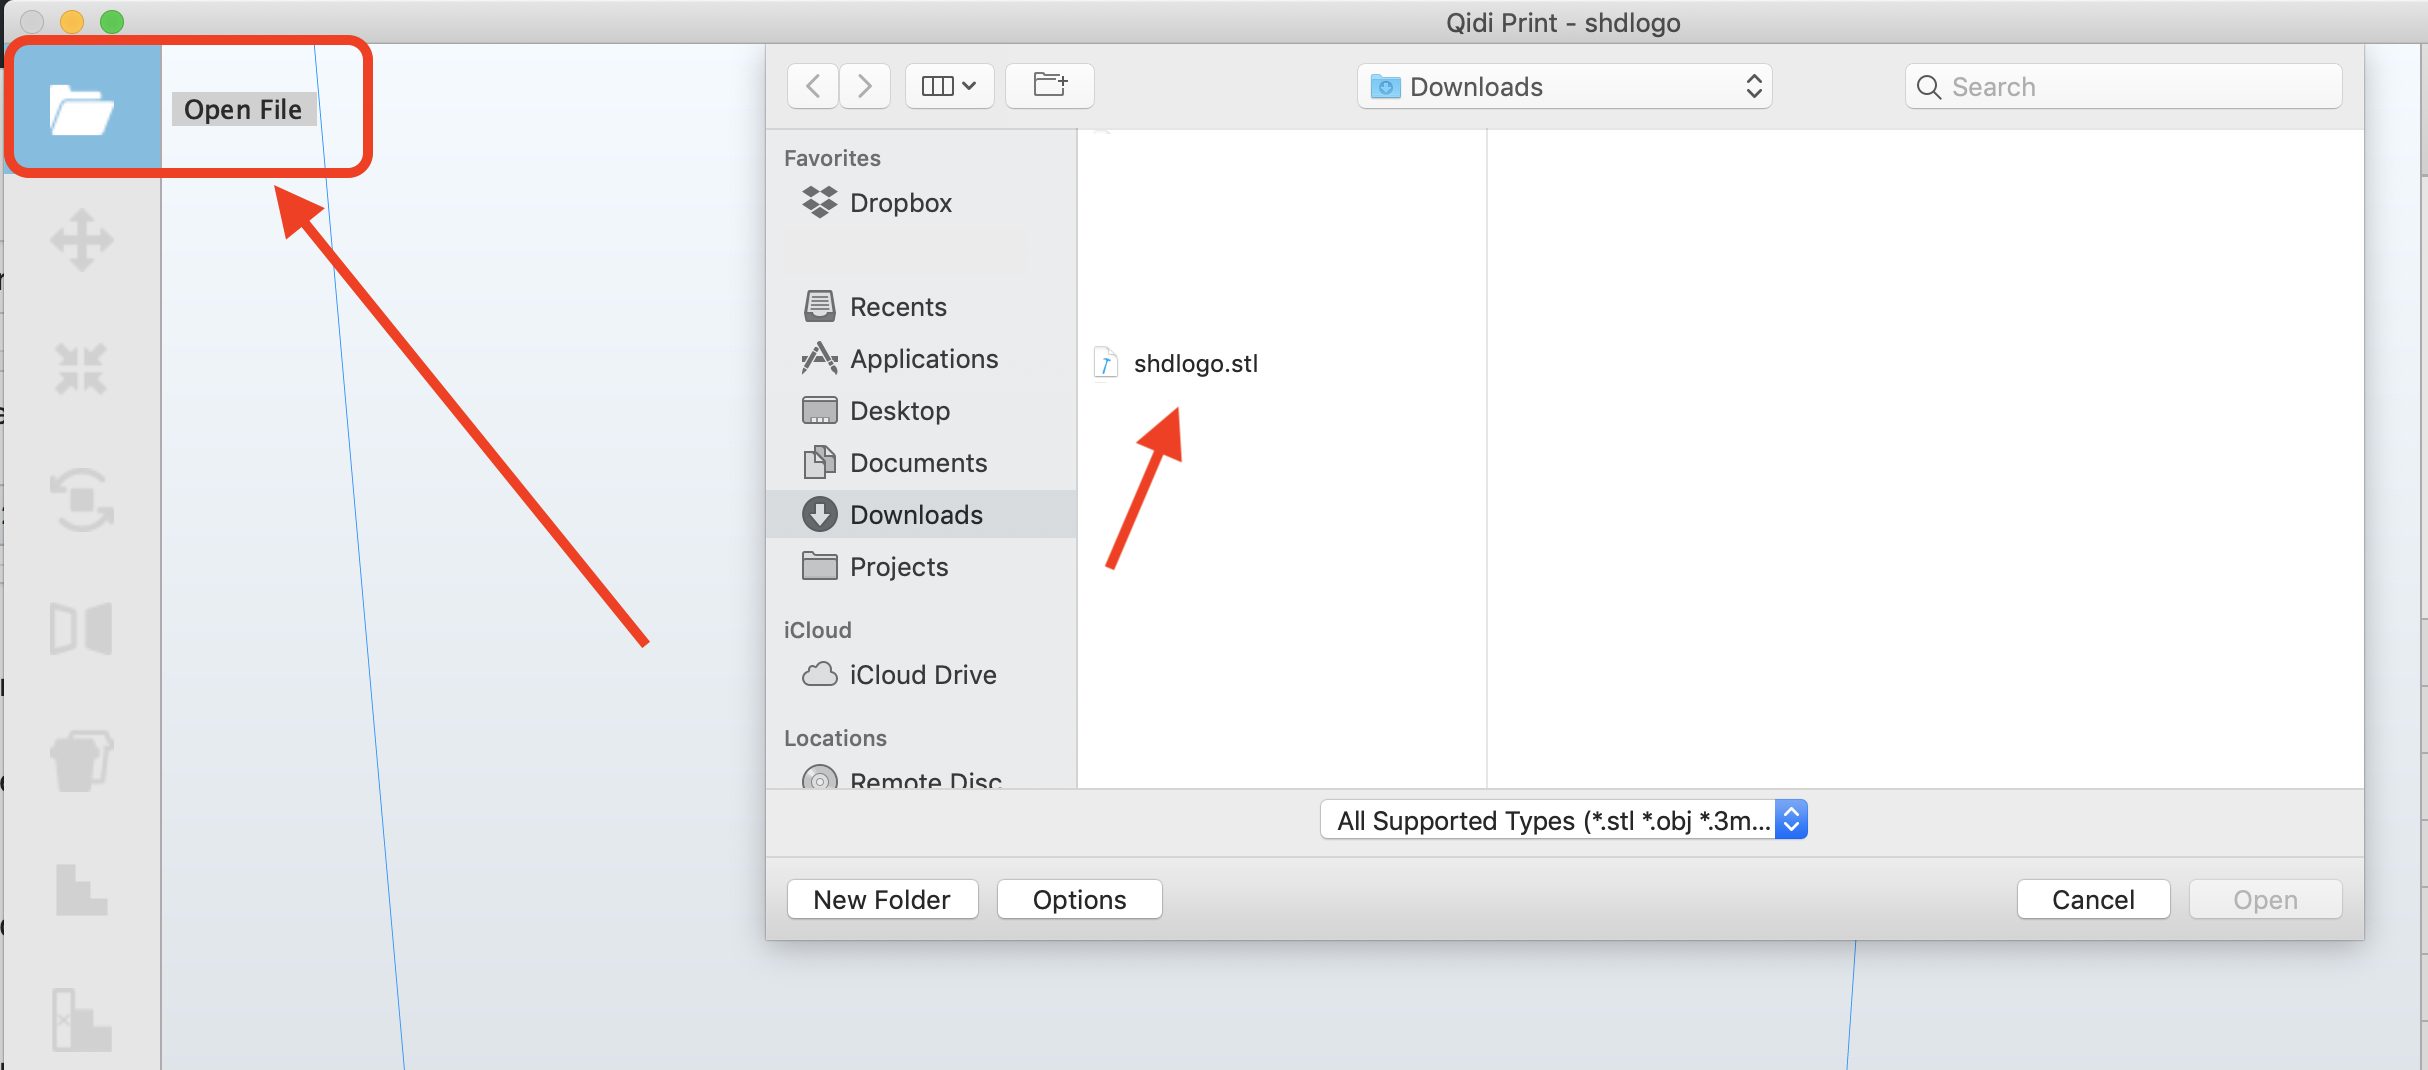 Qidi Print - shdlogo
Open File
Downloads
Search
Favorites
Dropbox
Recents
Applications
Desktop
Documents
Downloads
Projects
iCloud
iCloud Drive
Locations
Remote Disc
shdlogo.stl
All Supported Types (*.stl *.obj *.3m...
New Folder
Options
Cancel
Open